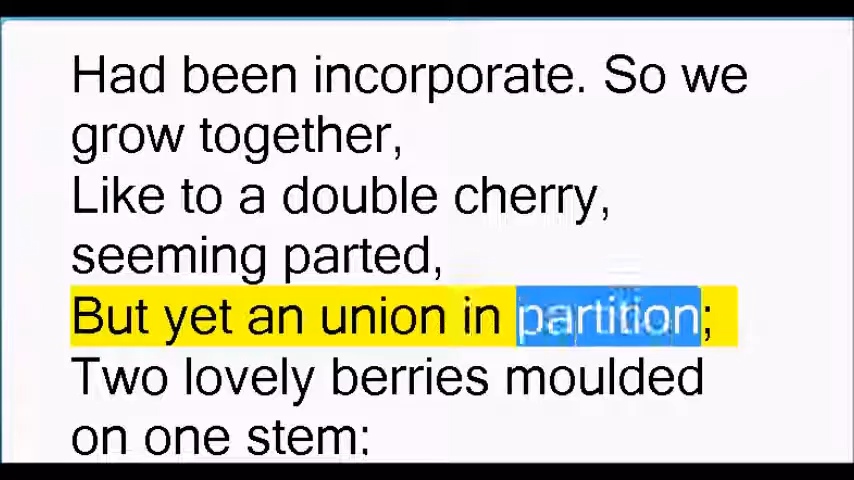 Had been incorporate. So we
grow together,
Like to a double cherry,
seeming parted,
But yet an union in partition;
Two lovely berries moulded
on one stem;